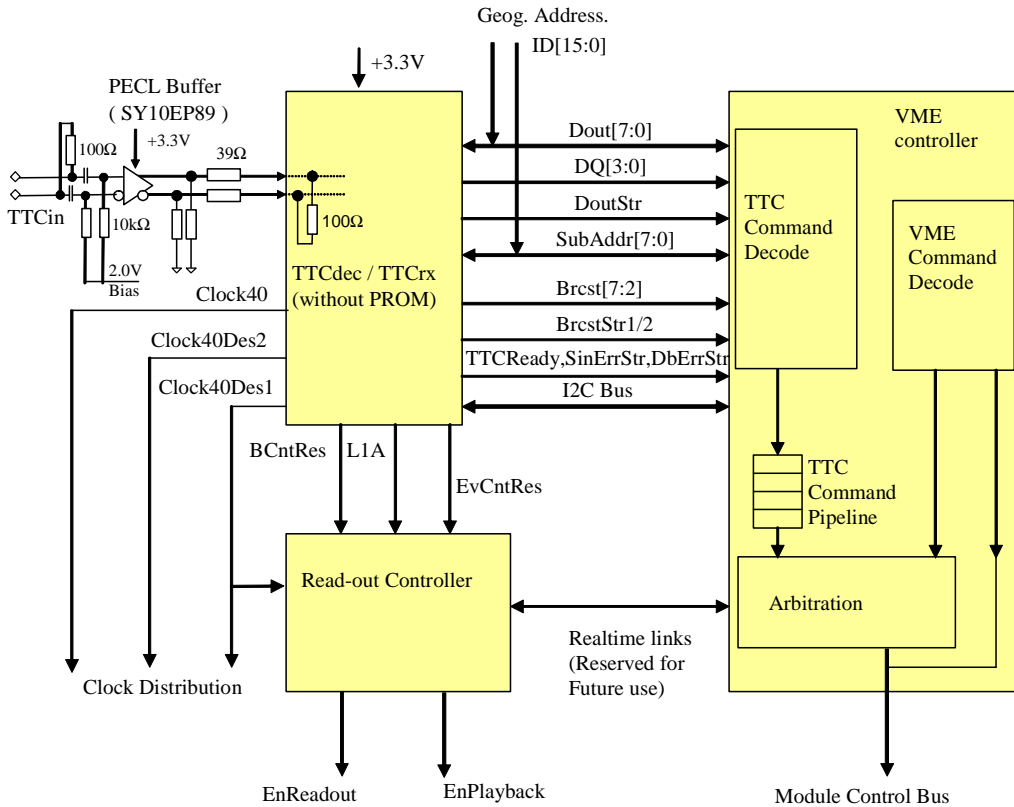 Geog. Address.
ID[15:0]
+3.3V
PECL Buffer
( SY10EP89 )
+3.3V
100Ω
39Ω
TTCin
10kΩ
100Ω
2.0V
Bias
TTCdec / TTCrx
(without PROM)
Clock40
Clock40Des2
Clock40Des1
Dout[7:0]
DQ[3:0]
DoutStr
SubAddr[7:0]
Brcst[7:2]
BrcstStr1/2
TTCReady,SinErrStr,DbErrStr
I2C Bus
VME
controller
TTC
Command
Decode
VME
Command
Decode
BCntRes
L1A
EvCntRes
TTC
Command
Pipeline
Read-out Controller
Arbitration
Realtime links
(Reserved for
Future use)
Clock Distribution
EnReadout
EnPlayback
Module Control Bus